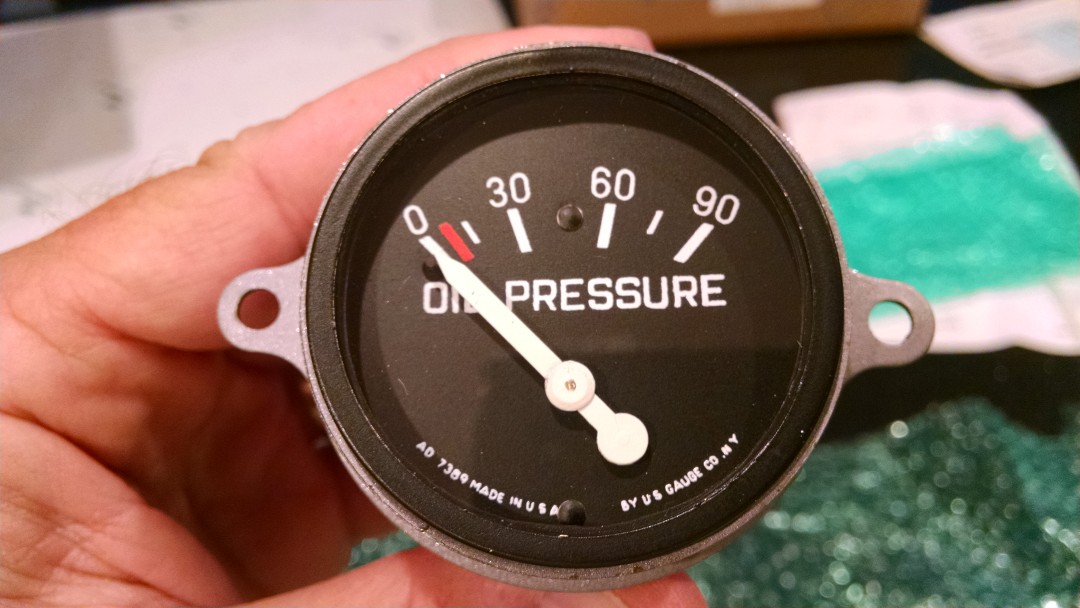 0 30 60 90
OIL PRESSURE
AD 7389 MADE IN U S A BY U·S GAUGE CO . N Y